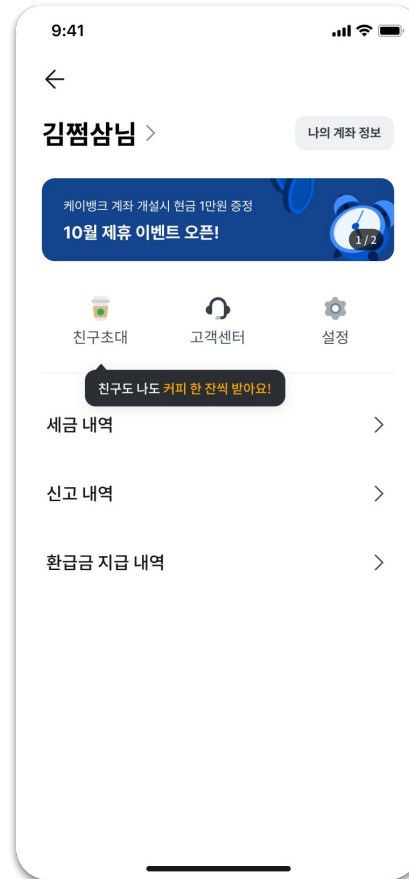 9:41
김쩜삼님
나의 계좌 정보
케이뱅크 계좌 개설시 현금 1만원 증정
10월 제휴 이벤트 오픈!
1/2
친구초대
고객센터
설정
친구도 나도 커피 한 잔씩 받아요!
세금 내역
신고 내역
환급금 지급 내역